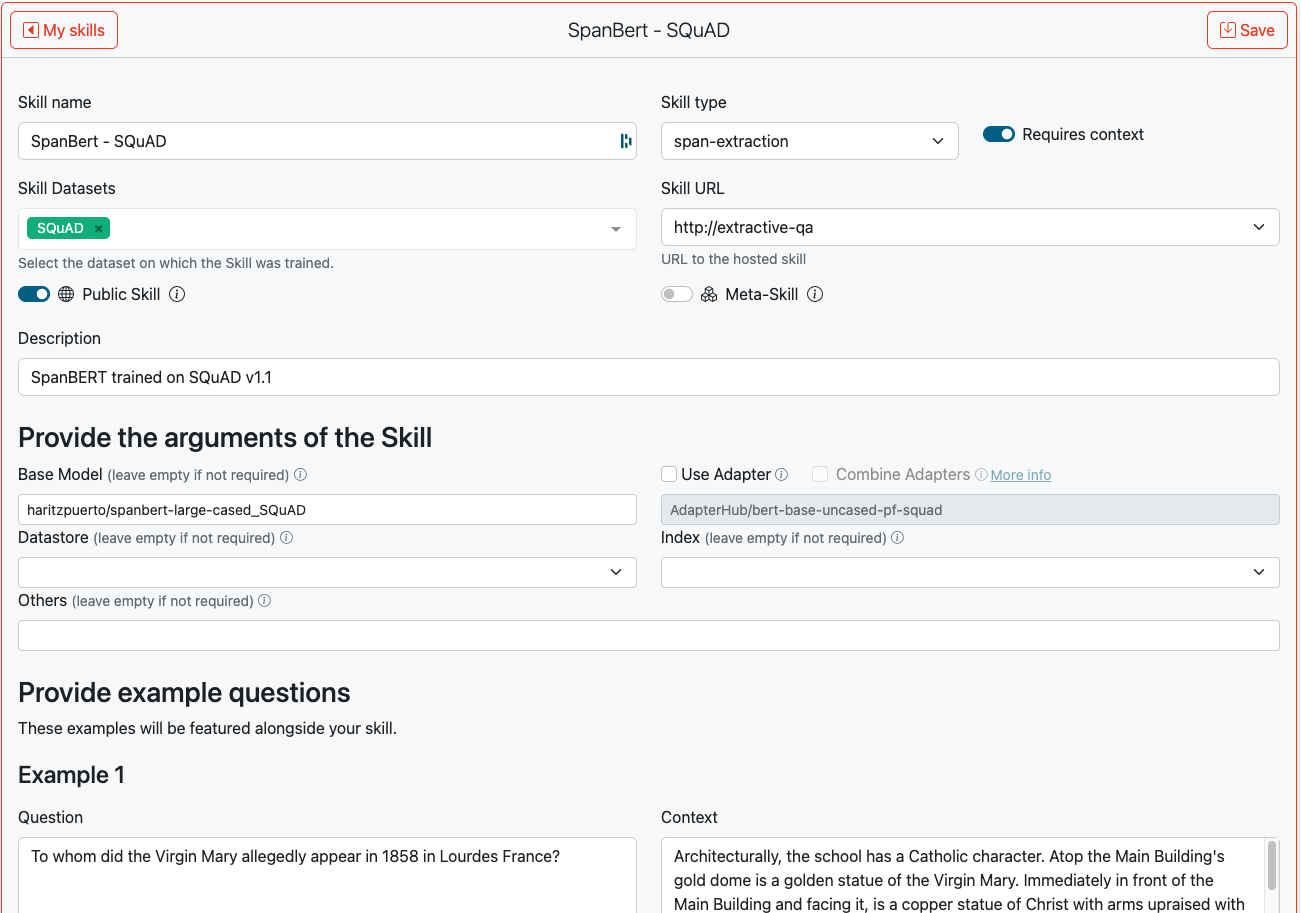 My skills
SpanBert - SQuAD
Save
Skill name
Skill type
SpanBert - SQuAD
span-extraction
Requires context
Skill Datasets
Skill URL
SQuAD ×
http://extractive-qa
Select the dataset on which the Skill was trained.
URL to the hosted skill
Public Skill
Meta-Skill
Description
SpanBERT trained on SQuAD v1.1
Provide the arguments of the Skill
Base Model (leave empty if not required)
Use Adapter
Combine Adapters
More info
haritzpuerto/spanbert-large-cased_SQuAD
AdapterHub/bert-base-uncased-pf-squad
Datastore (leave empty if not required)
Index (leave empty if not required)
Others (leave empty if not required)
Provide example questions
These examples will be featured alongside your skill.
Example 1
Question
Context
To whom did the Virgin Mary allegedly appear in 1858 in Lourdes France?
Architecturally, the school has a Catholic character. Atop the Main Building's
gold dome is a golden statue of the Virgin Mary. Immediately in front of the
Main Building and facing it, is a copper statue of Christ with arms upraised with